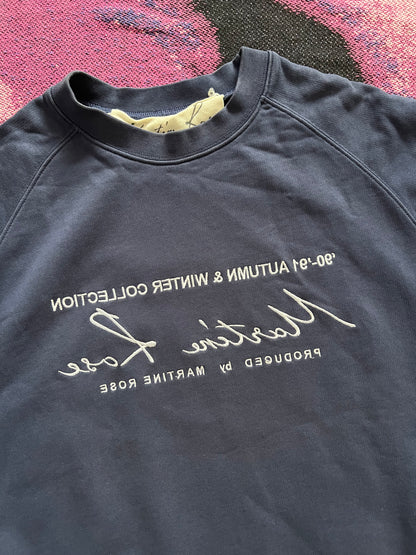 '90-'91 AUTUMN & WINTER COLLECTION
Martine Rose
PRODUCED by MARTINE ROSE